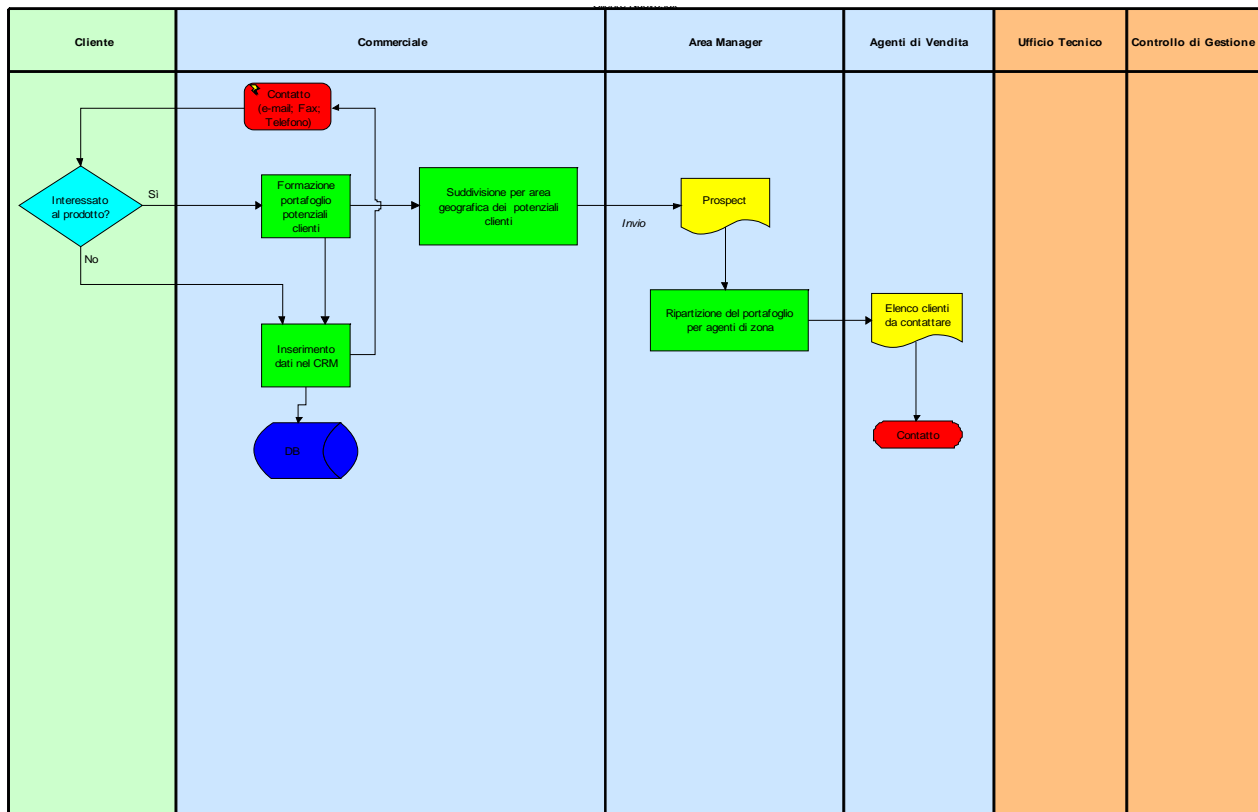 Cliente
Commerciale
Area Manager
Agenti di Vendita
Ufficio Tecnico
Controllo di Gestione
Contatto
(e-mail; Fax;
Telefono)
Interessato
al prodotto?
Sì
No
Formazione
portafoglio
potenziali
clienti
Suddivisione per area
geografica dei potenziali
clienti
Invio
Prospect
Ripartizione del portafoglio
per agenti di zona
Elenco clienti
da contattare
Inserimento
dati nel CRM
DB
Contatto